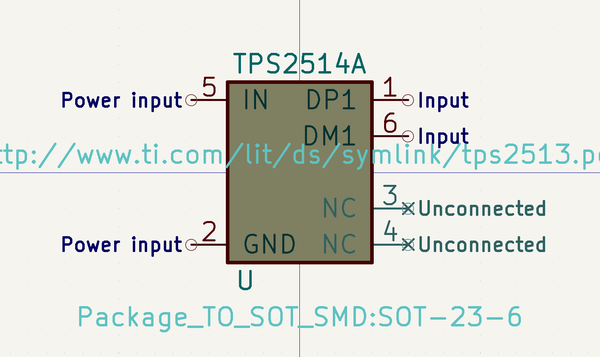 TPS2514A
Power input 5 IN DP1 1 Input
DM1 6 Input
ttp://www.ti.com/lit/ds/symlink/tps2513.p
NC 3 Unconnected
Power input 2 GND NC 4 Unconnected
U
Package_TO_SOT_SMD:SOT-23-6